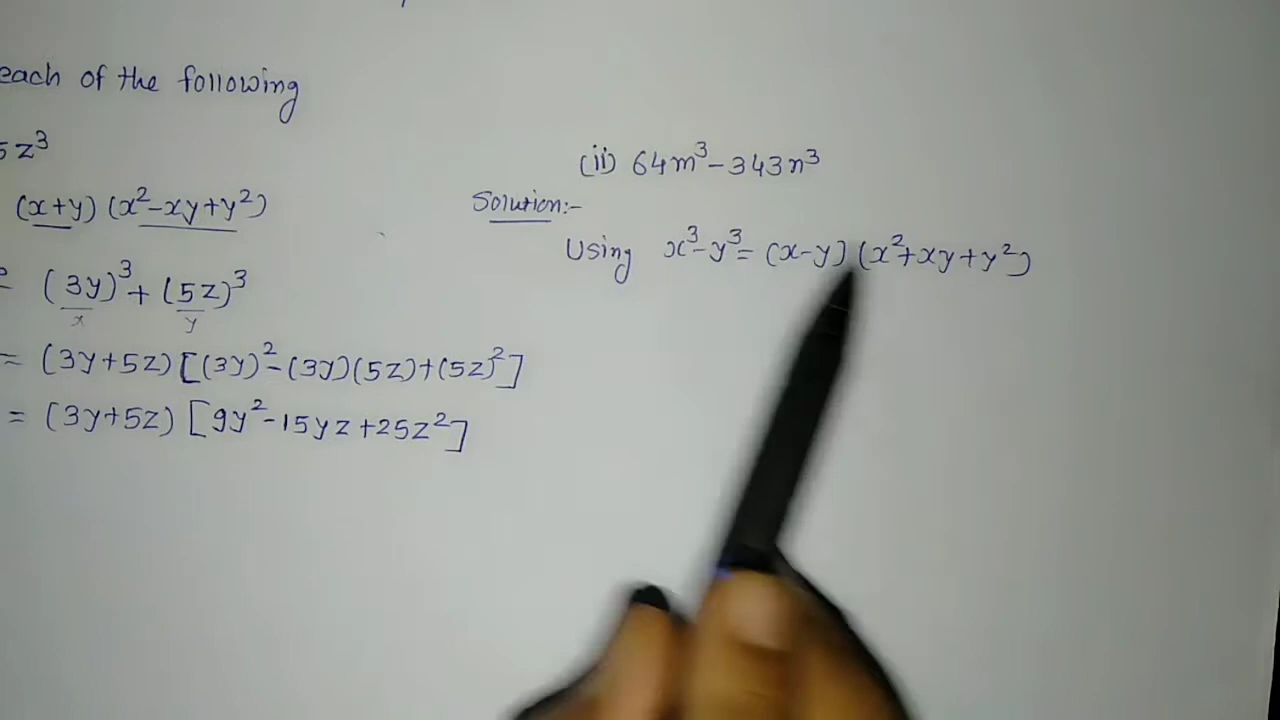 each of the following
5z³
(x+y) (x²-xy+y²)
= (3y)³ + (5z)³
x y
= (3y+5z) [(3y)²-(3y)(5z)+(5z)²]
= (3y+5z) [9y²-15yz+25z²]
(ii) 64m³-343n³
Solution:-
Using x³-y³= (x-y) (x²+xy+y²)